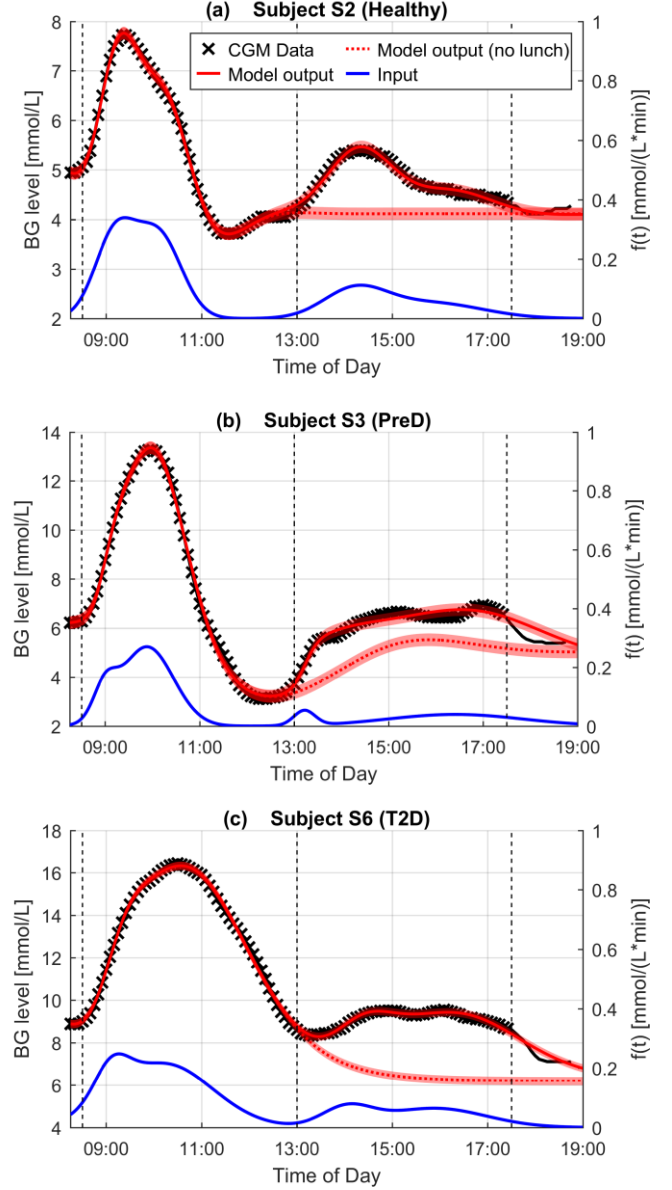 (a) Subject S2 (Healthy)
CGM Data
Model output (no lunch)
Model output
Input
8
7
6
5
4
3
2
BG level [mmol/L]
1
0.8
0.6
0.4
0.2
0
f(t) [mmol/(L*min)]
09:00 11:00 13:00 15:00 17:00 19:00
Time of Day
(b) Subject S3 (PreD)
14
12
10
8
6
4
2
BG level [mmol/L]
1
0.8
0.6
0.4
0.2
0
f(t) [mmol/(L*min)]
09:00 11:00 13:00 15:00 17:00 19:00
Time of Day
(c) Subject S6 (T2D)
18
16
14
12
10
8
6
4
BG level [mmol/L]
1
0.8
0.6
0.4
0.2
0
f(t) [mmol/(L*min)]
09:00 11:00 13:00 15:00 17:00 19:00
Time of Day